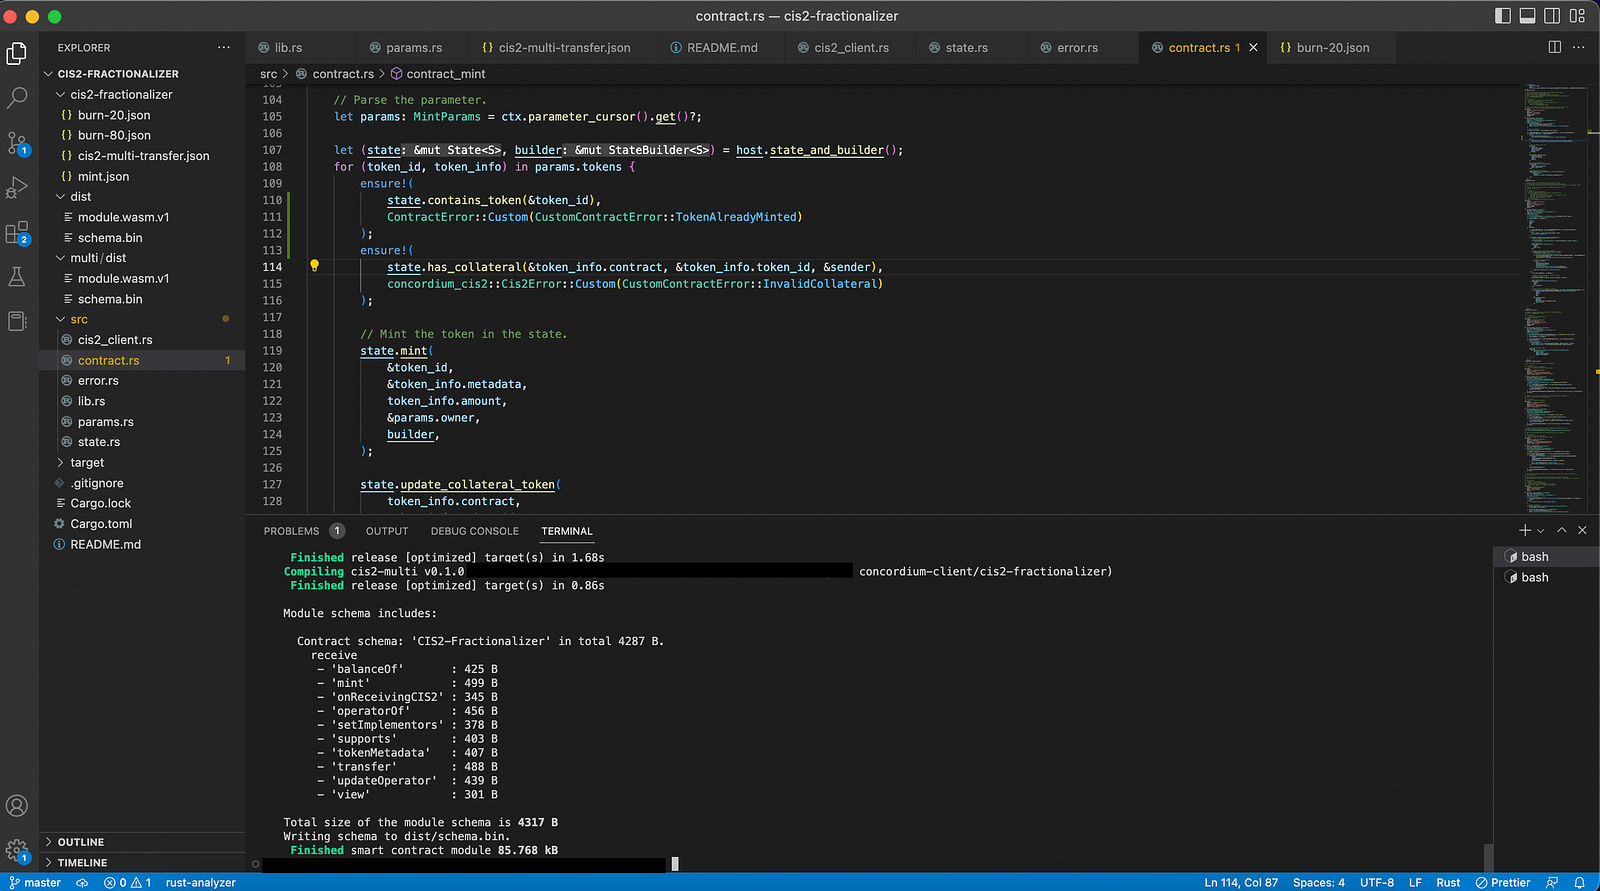 contract.rs — cis2-fractionalizer
EXPLORER
lib.rs
params.rs
cis2-multi-transfer.json
README.md
cis2_client.rs
state.rs
error.rs
contract.rs 1
burn-20.json
src > contract.rs > contract_mint
CIS2-FRACTIONALIZER
cis2-fractionalizer
burn-20.json
burn-80.json
cis2-multi-transfer.json
mint.json
dist
module.wasm.v1
schema.bin
multi/dist
module.wasm.v1
schema.bin
src
cis2_client.rs
contract.rs 1
error.rs
lib.rs
params.rs
state.rs
target
.gitignore
Cargo.lock
Cargo.toml
README.md
OUTLINE
TIMELINE
1
2
1
104 // Parse the parameter.
105 let params: MintParams = ctx.parameter_cursor().get()?;
106
107 let (state: &mut State<S>, builder: &mut StateBuilder<S>) = host.state_and_builder();
108 for (token_id, token_info) in params.tokens {
109 ensure!(
110 state.contains_token(&token_id),
111 ContractError::Custom(CustomContractError::TokenAlreadyMinted)
112 );
113 ensure!(
114 state.has_collateral(&token_info.contract, &token_info.token_id, &sender),
115 concordium_cis2::Cis2Error::Custom(CustomContractError::InvalidCollateral)
116 );
117
118 // Mint the token in the state.
119 state.mint(
120 &token_id,
121 &token_info.metadata,
122 token_info.amount,
123 &params.owner,
124 builder,
125 );
126
127 state.update_collateral_token(
128 token_info.contract,
PROBLEMS 1 OUTPUT DEBUG CONSOLE TERMINAL
bash
bash
Finished release [optimized] target(s) in 1.68s
Compiling cis2-multi v0.1.0 concordium-client/cis2-fractionalizer)
Finished release [optimized] target(s) in 0.86s
Module schema includes:
Contract schema: 'CIS2-Fractionalizer' in total 4287 B.
receive
– 'balanceOf' : 425 B
– 'mint' : 499 B
– 'onReceivingCIS2' : 345 B
– 'operatorOf' : 456 B
– 'setImplementors' : 378 B
– 'supports' : 403 B
– 'tokenMetadata' : 407 B
– 'transfer' : 488 B
– 'updateOperator' : 439 B
– 'view' : 301 B
Total size of the module schema is 4317 B
Writing schema to dist/schema.bin.
Finished smart contract module 85.768 kB
master 0 1 rust-analyzer Ln 114, Col 87 Spaces: 4 UTF-8 LF Rust Prettier